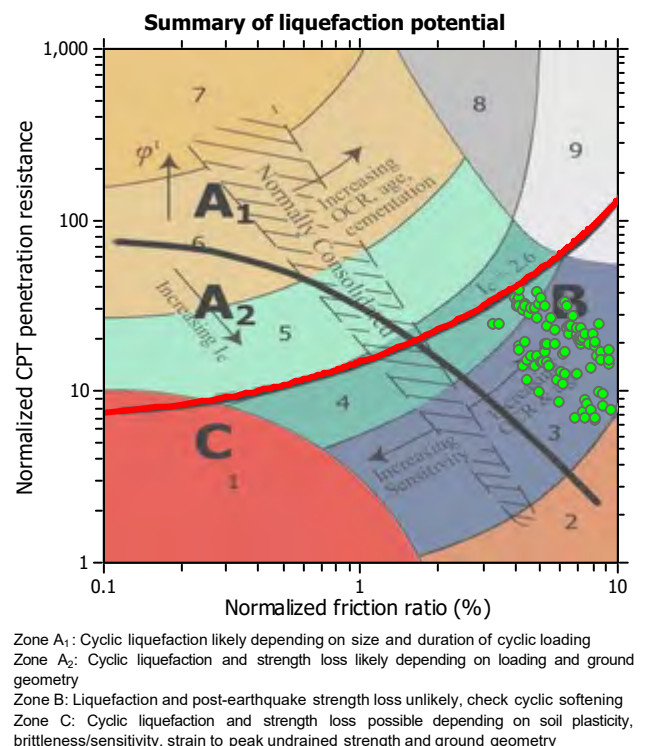 Summary of liquefaction potential
Normalized CPT penetration resistance
1,000
100
10
1
7
8
9
φ'
A1
Normally Consolidated
Increasing
OCR, age,
cementation
6
A2
Increasing Ic
5
Ic = 2.6
B
4
Increasing
OCR &
3
C
1
Increasing
Sensitivity
2
0.1
1
10
Normalized friction ratio (%)
Zone A1: Cyclic liquefaction likely depending on size and duration of cyclic loading
Zone A2: Cyclic liquefaction and strength loss likely depending on loading and ground
geometry
Zone B: Liquefaction and post-earthquake strength loss unlikely, check cyclic softening
Zone C: Cyclic liquefaction and strength loss possible depending on soil plasticity,
brittleness/sensitivity, strain to peak undrained strength and ground geometry